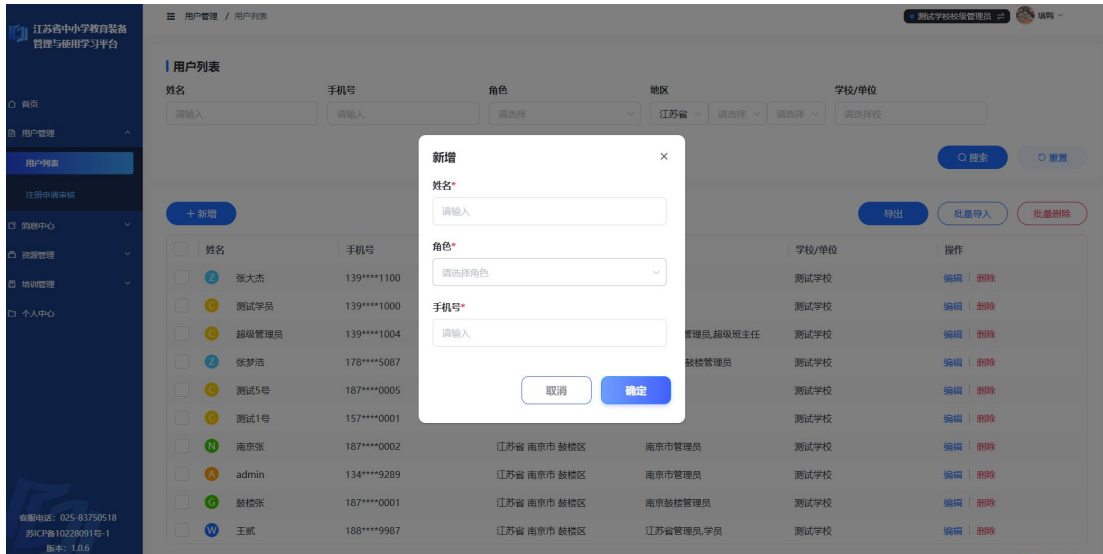 江苏省中小学教育装备
管理与使用学习平台
用户管理 / 用户列表
测试学校校级管理员
首页
用户管理
用户列表
注册申请审核
消息中心
资源管理
培训管理
个人中心
客服电话：025-83750518
苏ICP备10228091号-1
版本：1.0.6
用户列表
姓名 手机号 角色 地区 学校/单位
请输入 请输入 请选择 江苏省 请选择 请选择 请选择校
搜索 重置
+ 新增 导出 批量导入 批量删除
姓名 手机号 学校/单位 操作
Z 张大杰 139****1100 测试学校 编辑 删除
C 测试学员 139****1000 测试学校 编辑 删除
C 超级管理员 139****1004 管理员,超级班主任 测试学校 编辑 删除
Z 张梦浩 178****5087 鼓楼管理员 测试学校 编辑 删除
C 测试5号 187****0005 测试学校 编辑 删除
C 测试1号 157****0001 测试学校 编辑 删除
N 南京张 187****0002 江苏省 南京市 鼓楼区 南京市管理员 测试学校 编辑 删除
A admin 134****9289 江苏省 南京市 鼓楼区 南京市管理员 测试学校 编辑 删除
G 鼓楼张 187****0001 江苏省 南京市 鼓楼区 南京鼓楼管理员 测试学校 编辑 删除
W 王贰 188****9987 江苏省 南京市 鼓楼区 江苏省管理员,学员 测试学校 编辑 删除
新增
姓名*
请输入
角色*
请选择角色
手机号*
请输入
取消 确定